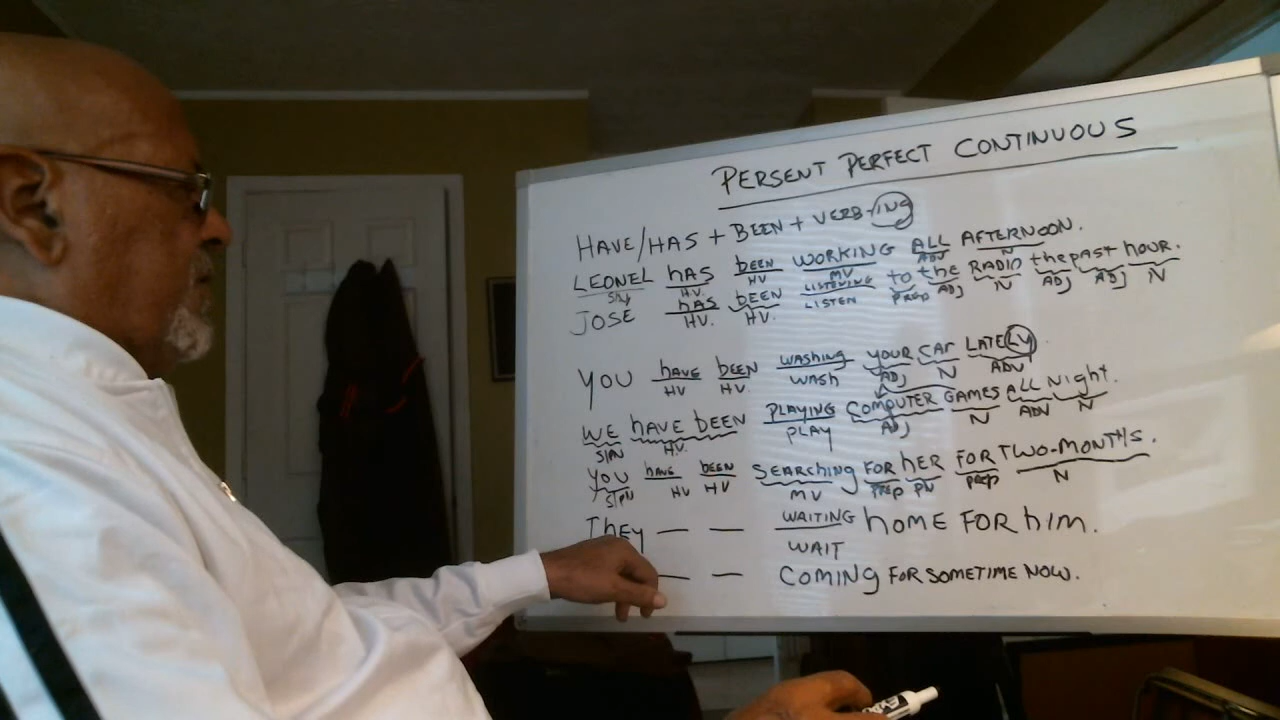 PERSENT PERFECT CONTINUOUS
HAVE/HAS + BEEN + VERB-ING
LEONEL HAS BEEN WORKING ALL AFTERNOON.
S/N HV HV MV ADJ N
JOSE HAS BEEN LISTENING to the RADIO the past hour.
HV. HV. LISTEN PREP ADJ N ADJ ADJ N
YOU HAVE BEEN WASHING YOUR CAR LATELY
HV HV WASH ADJ N ADV
WE HAVE BEEN PLAYING COMPUTER GAMES ALL Night.
S/PN HV. PLAY ADJ N ADV N
YOU HAVE BEEN SEARChing FOR HER FOR TWO-MONTHS.
S/PN HV HV MV PREP PN PREP N
They — — WAITING home FOR him.
WAIT
— — COMING FOR SOMETIME NOW.